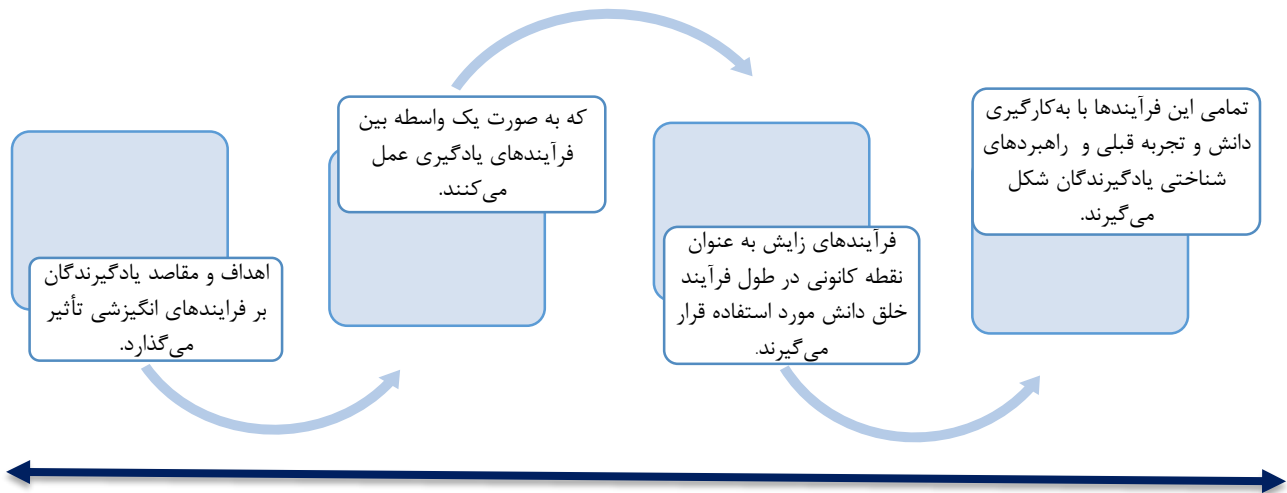 اهداف و مقاصد یادگیرندگان
بر فرایندهای انگیزشی تأثیر
می‌گذارد.
که به صورت یک واسطه بین
فرآیندهای یادگیری عمل
می‌کنند.
فرآیندهای زایش به عنوان
نقطه کانونی در طول فرآیند
خلق دانش مورد استفاده قرار
می‌گیرند.
تمامی این فرآیندها با به‌کارگیری
دانش و تجربه قبلی و راهبردهای
شناختی یادگیرندگان شکل
می‌گیرند.